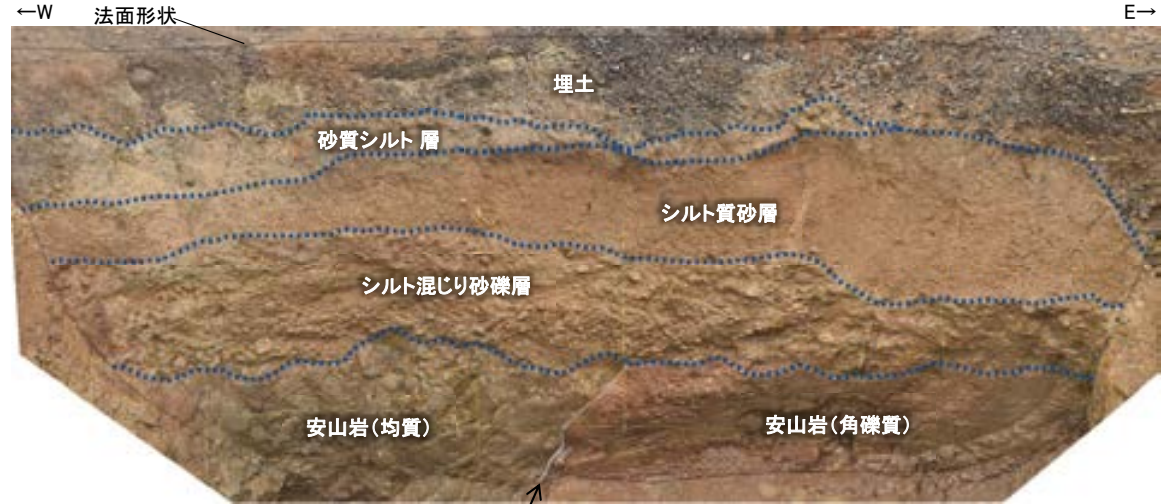 ←W
法面形状
E→
埋土
砂質シルト 層
シルト質砂層
シルト混じり砂礫層
安山岩(均質)
安山岩(角礫質)